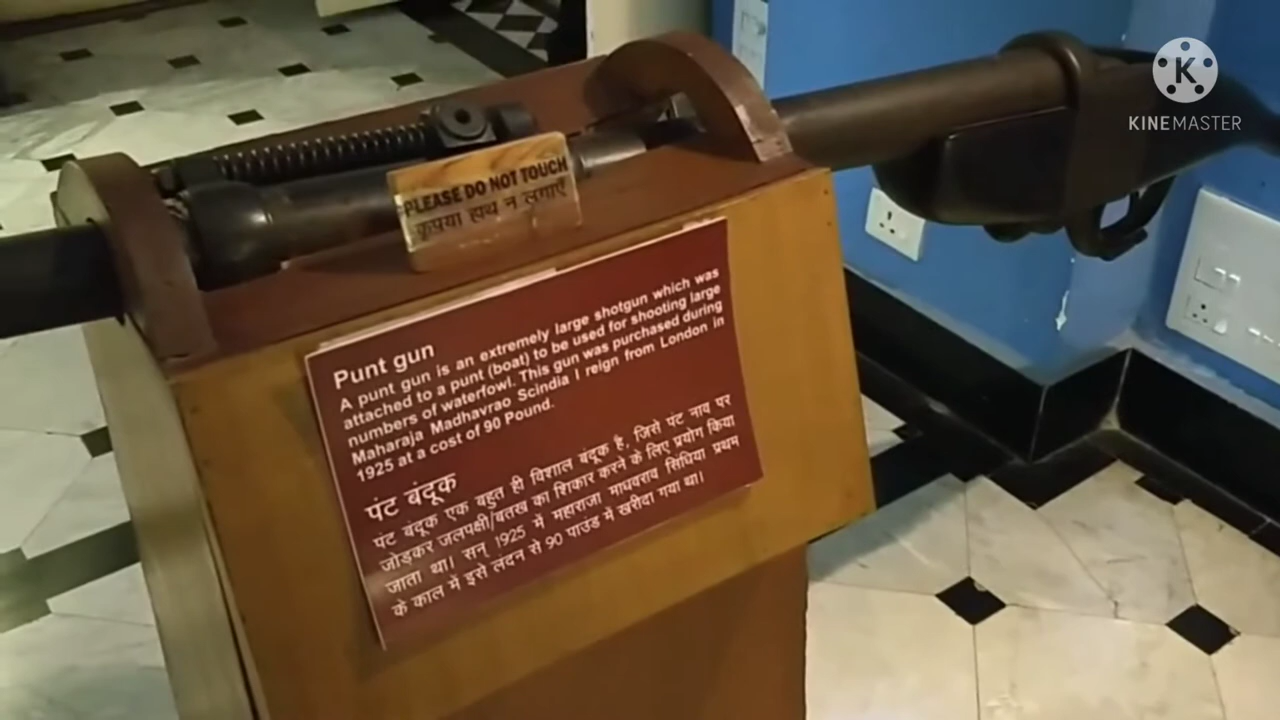 KINEMASTER
PLEASE DO NOT TOUCH
कृपया हाथ न लगाएँ
Punt gun
A punt gun is an extremely large shotgun which was
attached to a punt (boat) to be used for shooting large
numbers of waterfowl. This gun was purchased during
Maharaja Madhavrao Scindia I reign from London in
1925 at a cost of 90 Pound.
पंट बंदूक
पंट बंदूक एक बहुत ही विशाल बंदूक है, जिसे पंट नाव पर
जोड़कर जलपक्षी/बतख का शिकार करने के लिए प्रयोग किया
जाता था। सन् 1925 में महाराजा माधवराव सिंधिया प्रथम
के काल में इसे लंदन से 90 पाउंड में खरीदा गया था।